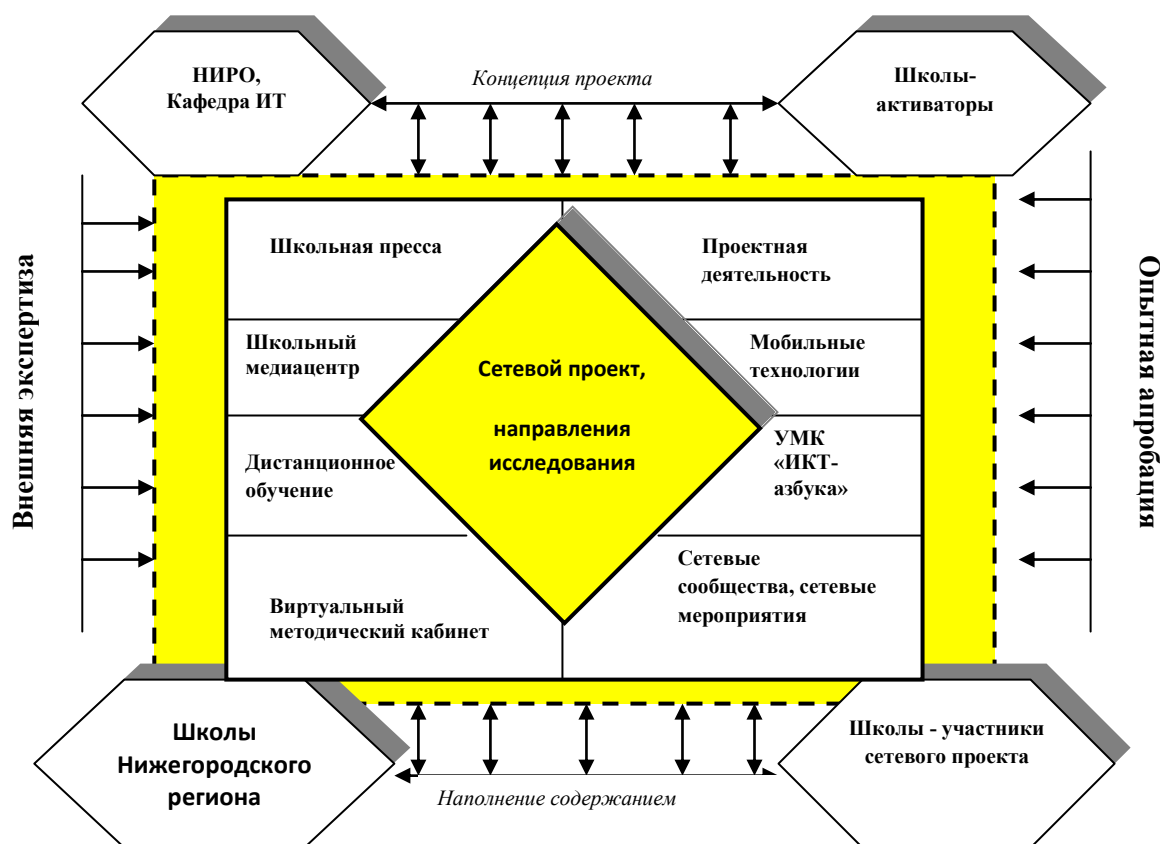 НИРО,
Кафедра ИТ
Концепция проекта
Школы-
активаторы
Внешняя экспертиза
Школьная пресса
Проектная
деятельность
Школьный
медиацентр
Мобильные
технологии
Сетевой проект,
направления
исследования
Дистанционное
обучение
УМК
«ИКТ-
азбука»
Виртуальный
методический кабинет
Сетевые
сообщества, сетевые
мероприятия
Опытная апробация
Школы
Нижегородского
региона
Наполнение содержанием
Школы - участники
сетевого проекта